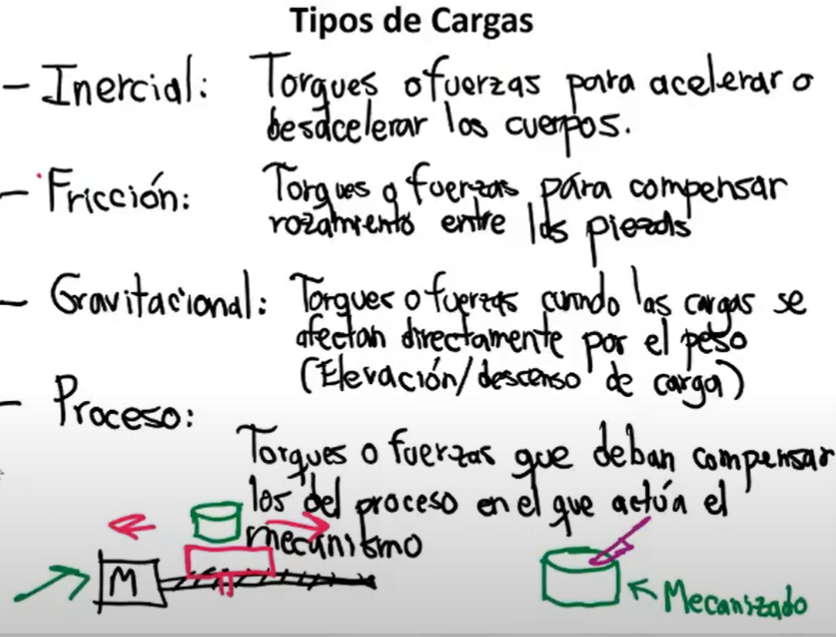 Tipos de Cargas
- Inercial: Torques o fuerzas para acelerar o
desacelerar los cuerpos.
- Fricción: Torques o fuerzas para compensar
rozamiento entre las piezas
- Gravitacional: Torques o fuerzas cuando las cargas se
afectan directamente por el peso
(Elevación/descenso de carga)
- Proceso:
Torques o fuerzas que deban compensar
los del proceso en el que actúa el
mecanismo
M
Mecanizado